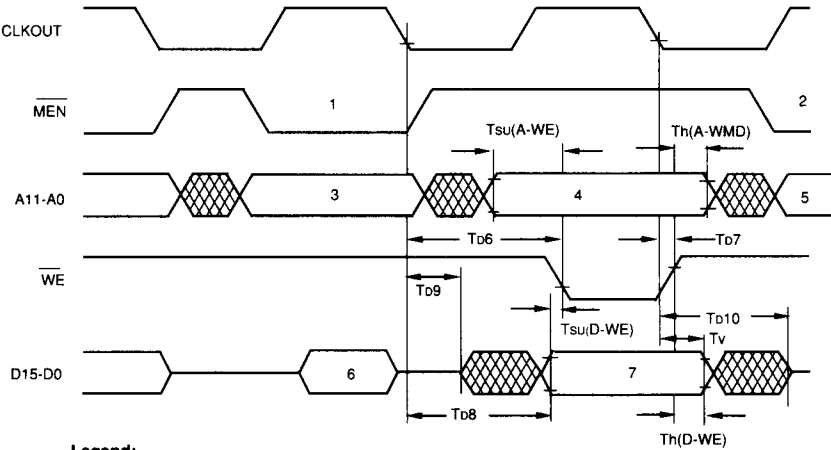 CLKOUT
MEN
1
2
Tsu(A-WE)
Th(A-WMD)
A11-A0
3
4
5
TD6
TD7
WE
TD9
TD10
Tsu(D-WE)
Tv
D15-D0
6
7
TD8
Th(D-WE)
Legend: